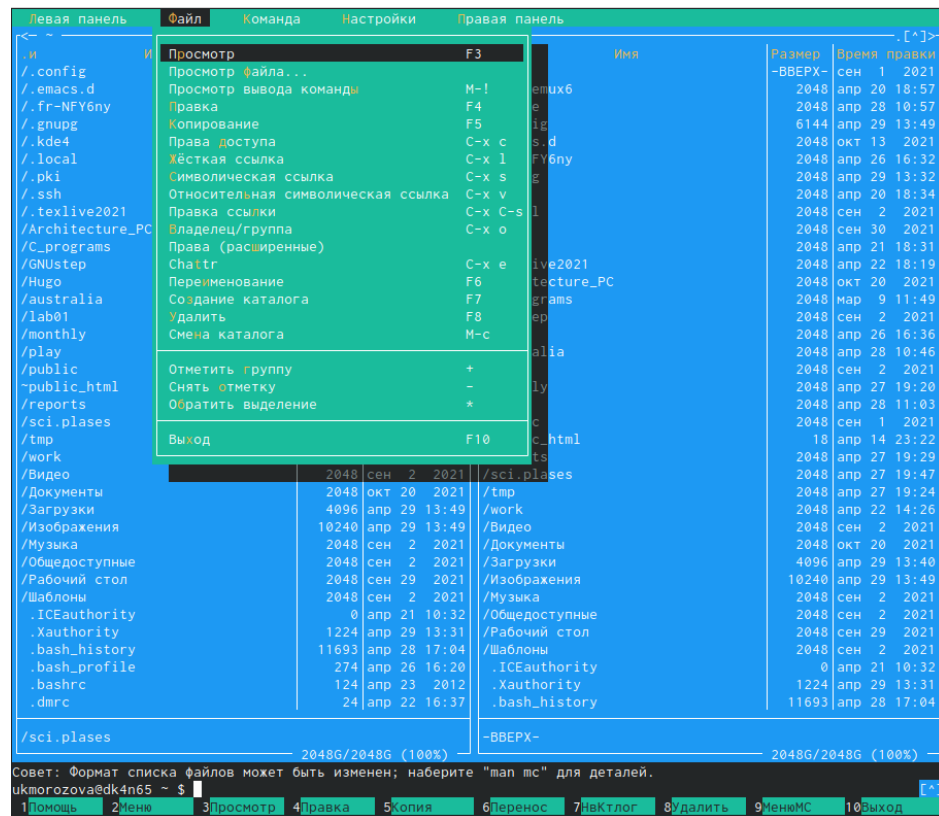 Левая панель Файл Команда Настройки Правая панель
<- ~ .[^]>
.и И Имя Размер Время правки
Просмотр F3
/.config Просмотр файла... -ВВЕРХ- сен 1 2021
/.emacs.d Просмотр вывода команды M-! emux6 2048 апр 20 18:57
/.fr-NFY6ny Правка F4 e 2048 апр 28 10:57
/.gnupg Копирование F5 ig 6144 апр 29 13:49
/.kde4 Права доступа C-x c s.d 2048 окт 13 2021
/.local Жёсткая ссылка C-x l FY6ny 2048 апр 26 16:32
/.pki Символическая ссылка C-x s g 2048 апр 29 13:32
/.ssh Относительная символическая ссылка C-x v 2048 апр 20 18:34
/.texlive2021 Правка ссылки C-x C-s l 2048 сен 2 2021
/Architecture_PC Владелец/группа C-x o 2048 сен 30 2021
/C_programs Права (расширенные) 2048 апр 21 18:31
/GNUstep Chattr C-x e ive2021 2048 апр 22 18:19
/Hugo Переименование F6 tecture_PC 2048 окт 20 2021
/australia Создание каталога F7 grams 2048 мар 9 11:49
/lab01 Удалить F8 ep 2048 сен 2 2021
/monthly Смена каталога M-c 2048 апр 26 16:36
/play alia 2048 апр 28 10:46
/public Отметить группу + 2048 сен 2 2021
~public_html Снять отметку - ly 2048 апр 27 19:20
/reports Обратить выделение * 2048 апр 28 11:03
/sci.plases c 2048 сен 1 2021
/tmp Выход F10 c_html 18 апр 14 23:22
/work ts 2048 апр 27 19:29
/Видео 2048 сен 2 2021 /sci.plases 2048 апр 27 19:47
/Документы 2048 окт 20 2021 /tmp 2048 апр 27 19:24
/Загрузки 4096 апр 29 13:49 /work 2048 апр 22 14:26
/Изображения 10240 апр 29 13:49 /Видео 2048 сен 2 2021
/Музыка 2048 сен 2 2021 /Документы 2048 окт 20 2021
/Общедоступные 2048 сен 2 2021 /Загрузки 4096 апр 29 13:40
/Рабочий стол 2048 сен 29 2021 /Изображения 10240 апр 29 13:49
/Шаблоны 2048 сен 2 2021 /Музыка 2048 сен 2 2021
.ICEauthority 0 апр 21 10:32 /Общедоступные 2048 сен 2 2021
.Xauthority 1224 апр 29 13:31 /Рабочий стол 2048 сен 29 2021
.bash_history 11693 апр 28 17:04 /Шаблоны 2048 сен 2 2021
.bash_profile 274 апр 26 16:20 .ICEauthority 0 апр 21 10:32
.bashrc 124 апр 23 2012 .Xauthority 1224 апр 29 13:31
.dmrc 24 апр 22 16:37 .bash_history 11693 апр 28 17:04
/sci.plases -ВВЕРХ-
2048G/2048G (100%) 2048G/2048G (100%)
Совет: Формат списка файлов может быть изменен; наберите "man mc" для деталей.
ukmorozova@dk4n65 ~ $ [^]
1Помощь 2Меню 3Просмотр 4Правка 5Копия 6Перенос 7НвКтлог 8Удалить 9МенюМС 10Выход